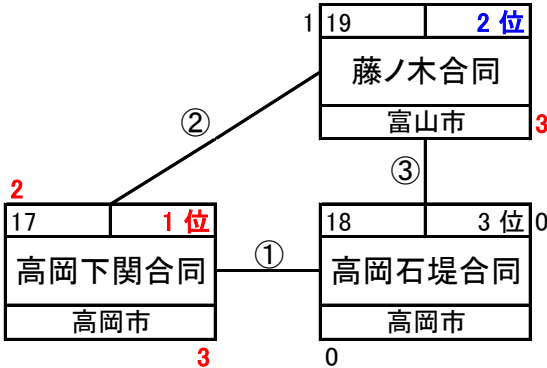 1 19 2 位
藤ノ木合同
富山市 3
②
③
2
17 1 位
18 3 位 0
高岡下関合同
①
高岡石堤合同
高岡市
高岡市
3
0